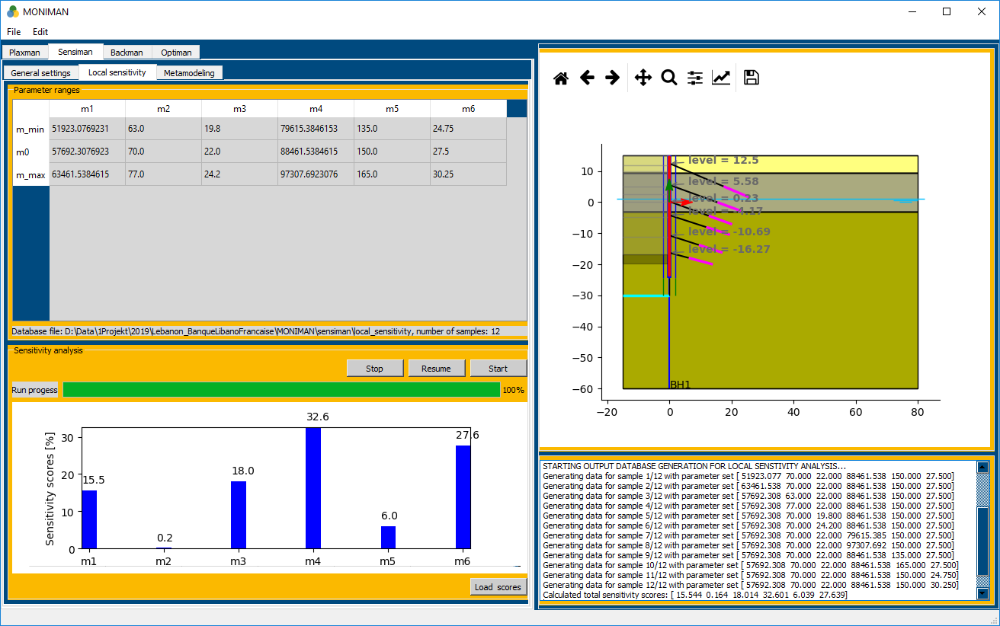 MONIMAN
File Edit
Plaxman Sensiman Backman Optiman
General settings Local sensitivity Metamodeling
Parameter ranges
m1 m2 m3 m4 m5 m6
m_min 51923.0769231 63.0 19.8 79615.3846153 135.0 24.75
m0 57692.3076923 70.0 22.0 88461.5384615 150.0 27.5
m_max 63461.5384615 77.0 24.2 97307.6923076 165.0 30.25
Database file: D:\Data\1Projekt\2019\Lebanon_BanqueLibanoFrancaise\MONIMAN\sensiman\local_sensitivity, number of samples: 12
Sensitivity analysis
Stop Resume Start
Run progess 100%
Sensitivity scores [%]
30
20
10
0
15.5 0.2 18.0 32.6 6.0 27.6
m1 m2 m3 m4 m5 m6
Load scores
level = 12.5
level = 5.58
level = 0.23
level = -4.17
level = -10.69
level = -16.27
10
0
−10
−20
−30
−40
−50
−60
BH1
−20 0 20 40 60 80
STARTING OUTPUT DATABASE GENERATION FOR LOCAL SENSTIVITY ANALYSIS...
Generating data for sample 1/12 with parameter set [ 51923.077 70.000 22.000 88461.538 150.000 27.500]
Generating data for sample 2/12 with parameter set [ 63461.538 70.000 22.000 88461.538 150.000 27.500]
Generating data for sample 3/12 with parameter set [ 57692.308 63.000 22.000 88461.538 150.000 27.500]
Generating data for sample 4/12 with parameter set [ 57692.308 77.000 22.000 88461.538 150.000 27.500]
Generating data for sample 5/12 with parameter set [ 57692.308 70.000 19.800 88461.538 150.000 27.500]
Generating data for sample 6/12 with parameter set [ 57692.308 70.000 24.200 88461.538 150.000 27.500]
Generating data for sample 7/12 with parameter set [ 57692.308 70.000 22.000 79615.385 150.000 27.500]
Generating data for sample 8/12 with parameter set [ 57692.308 70.000 22.000 97307.692 150.000 27.500]
Generating data for sample 9/12 with parameter set [ 57692.308 70.000 22.000 88461.538 135.000 27.500]
Generating data for sample 10/12 with parameter set [ 57692.308 70.000 22.000 88461.538 165.000 27.500]
Generating data for sample 11/12 with parameter set [ 57692.308 70.000 22.000 88461.538 150.000 24.750]
Generating data for sample 12/12 with parameter set [ 57692.308 70.000 22.000 88461.538 150.000 30.250]
Calculated total sensitivity scores: [ 15.544 0.164 18.014 32.601 6.039 27.639]